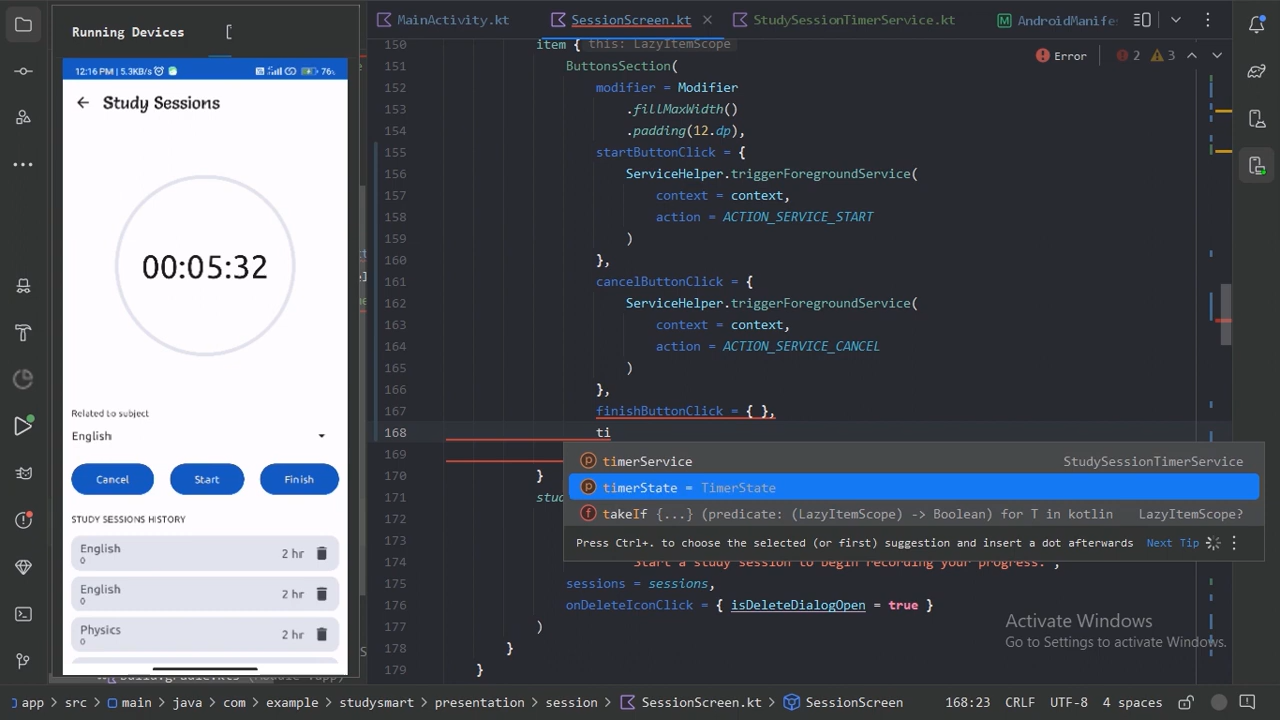 Running Devices
MainActivity.kt
SessionScreen.kt
StudySessionTimerService.kt
AndroidManife
12:16 PM | 5.3KB/s
76
Study Sessions
00:05:32
Related to subject
English
Cancel Start Finish
STUDY SESSIONS HISTORY
English
0
2 hr
English
0
2 hr
Physics
0
2 hr
Error 2 3
150 item { this: LazyItemScope
151 ButtonsSection(
152 modifier = Modifier
153 .fillMaxWidth()
154 .padding(12.dp),
155 startButtonClick = {
156 ServiceHelper.triggerForegroundService(
157 context = context,
158 action = ACTION_SERVICE_START
159 )
160 },
161 cancelButtonClick = {
162 ServiceHelper.triggerForegroundService(
163 context = context,
164 action = ACTION_SERVICE_CANCEL
165 )
166 },
167 finishButtonClick = { },
168 ti
169
timerService StudySessionTimerService
timerState = TimerState
takeIf {...} (predicate: (LazyItemScope) -> Boolean) for T in kotlin LazyItemScope?
Press Ctrl+. to choose the selected (or first) suggestion and insert a dot afterwards Next Tip
170 }
171 stu
172
173
174 "Start a study session to begin recording your progress.",
175 sessions = sessions,
176 onDeleteIconClick = { isDeleteDialogOpen = true }
177 )
178 }
179 }
Activate Windows
Go to Settings to activate Windows.
app > src > main > java > com > example > studysmart > presentation > session > SessionScreen.kt > SessionScreen
168:23 CRLF UTF-8 4 spaces